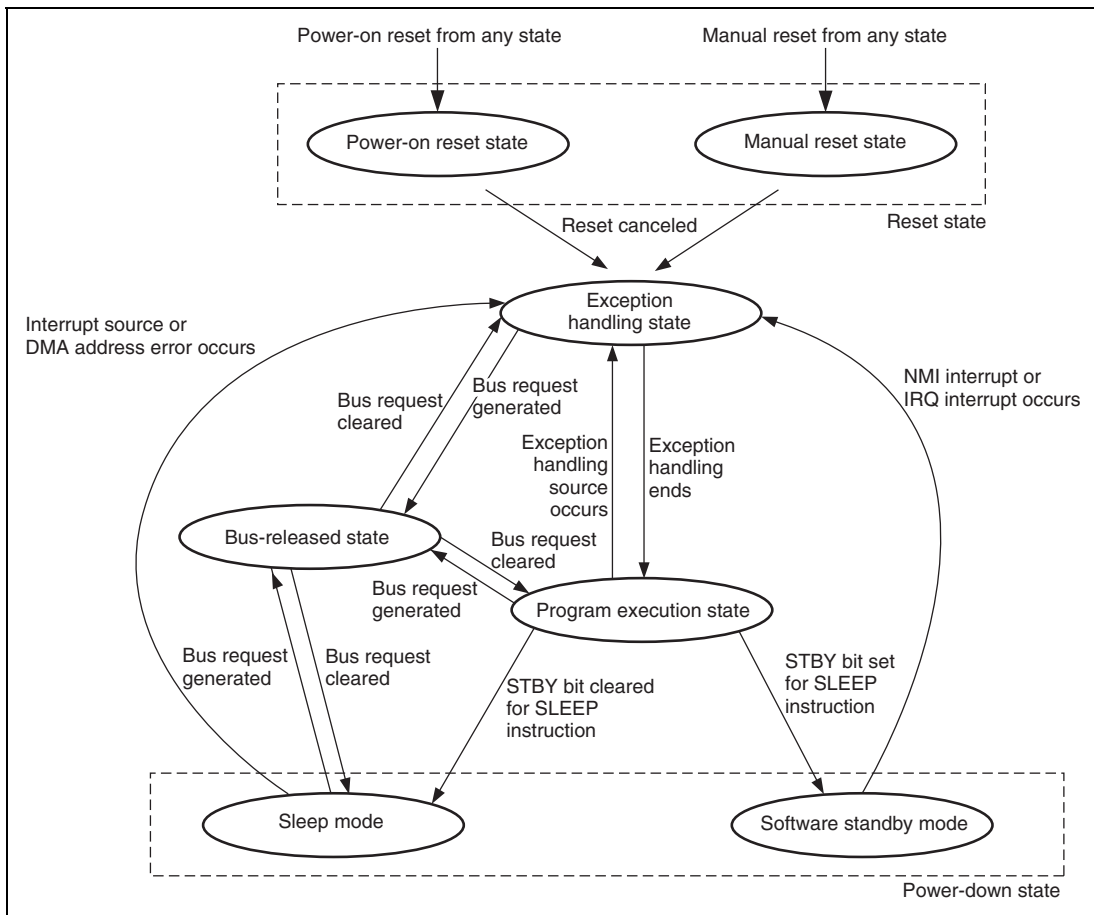 Power-on reset from any state
Manual reset from any state
Power-on reset state
Manual reset state
Reset state
Reset canceled
Exception
handling state
Interrupt source or
DMA address error occurs
NMI interrupt or
IRQ interrupt occurs
Bus request
cleared
Bus request
generated
Exception
handling
source
occurs
Exception
handling
ends
Bus-released state
Bus request
cleared
Bus request
generated
Program execution state
Bus request
generated
Bus request
cleared
STBY bit cleared
for SLEEP
instruction
STBY bit set
for SLEEP
instruction
Sleep mode
Software standby mode
Power-down state